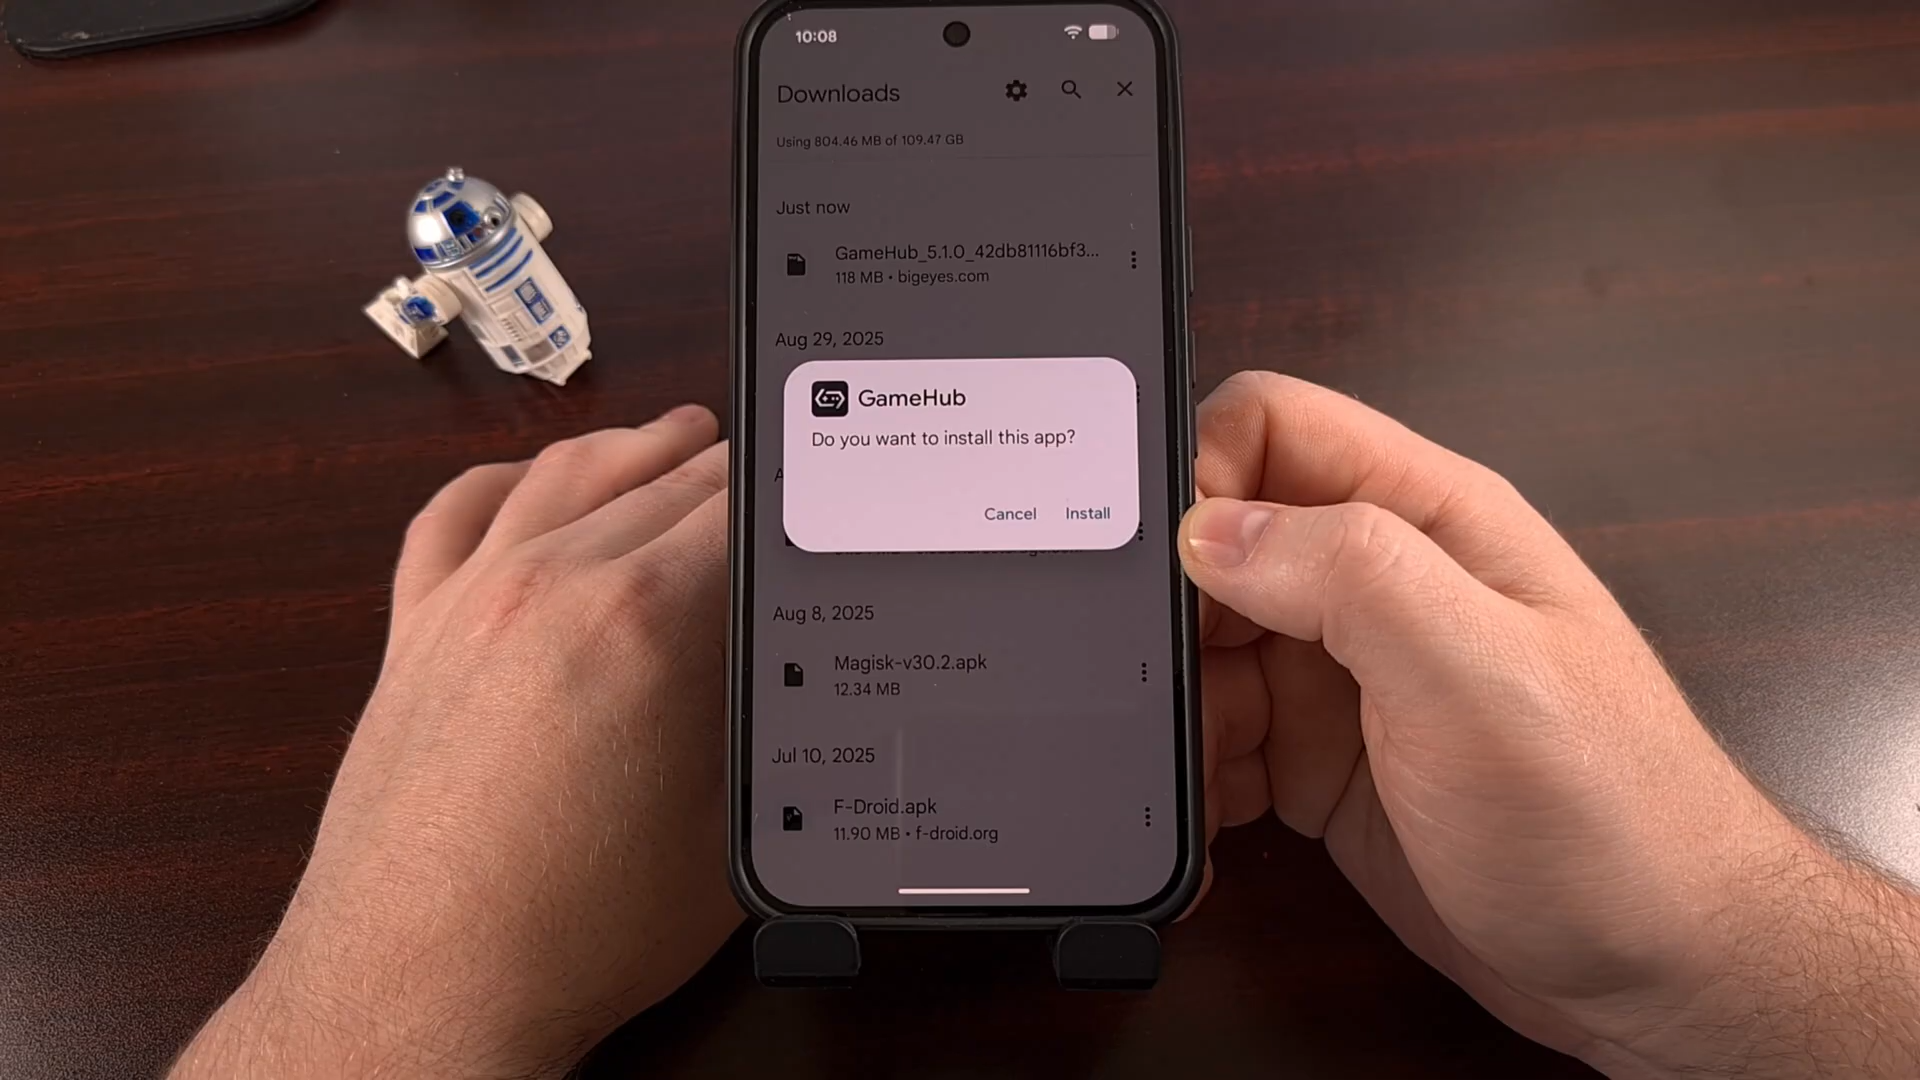 10:08
Downloads
Using 804.46 MB of 109.47 GB
Just now
GameHub_5.1.0_42db81116bf3...
118 MB • bigeyes.com
Aug 29, 2025
GameHub
Do you want to install this app?
Cancel Install
Aug 8, 2025
Magisk-v30.2.apk
12.34 MB
Jul 10, 2025
F-Droid.apk
11.90 MB • f-droid.org